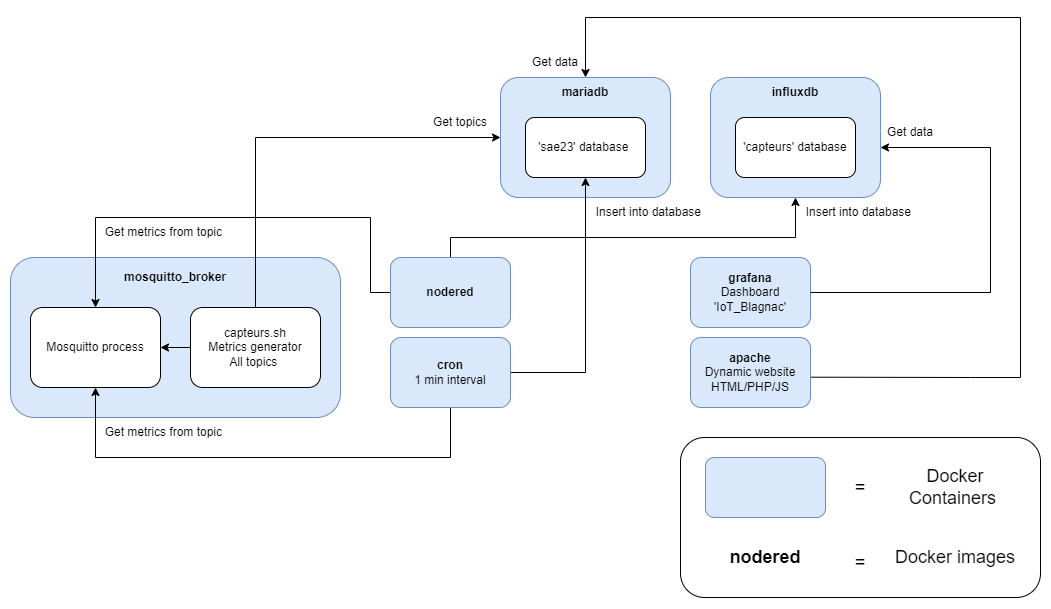 Get data
mariadb
influxdb
Get topics
'sae23' database
'capteurs' database
Get data
Insert into database
Insert into database
Get metrics from topic
mosquitto_broker
nodered
grafana
Dashboard
'IoT_Blagnac'
Mosquitto process
capteurs.sh
Metrics generator
All topics
cron
1 min interval
apache
Dynamic website
HTML/PHP/JS
Get metrics from topic
=
Docker
Containers
nodered
=
Docker images